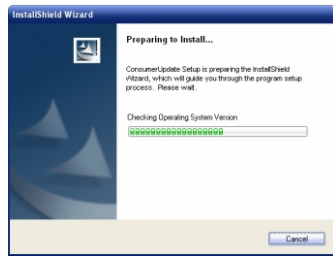 InstallShield Wizard
Preparing to Install...
ConsumerUpdate Setup is preparing the InstallShield
Wizard, which will guide you through the program setup
process. Please wait.
Checking Operating System Version
Cancel